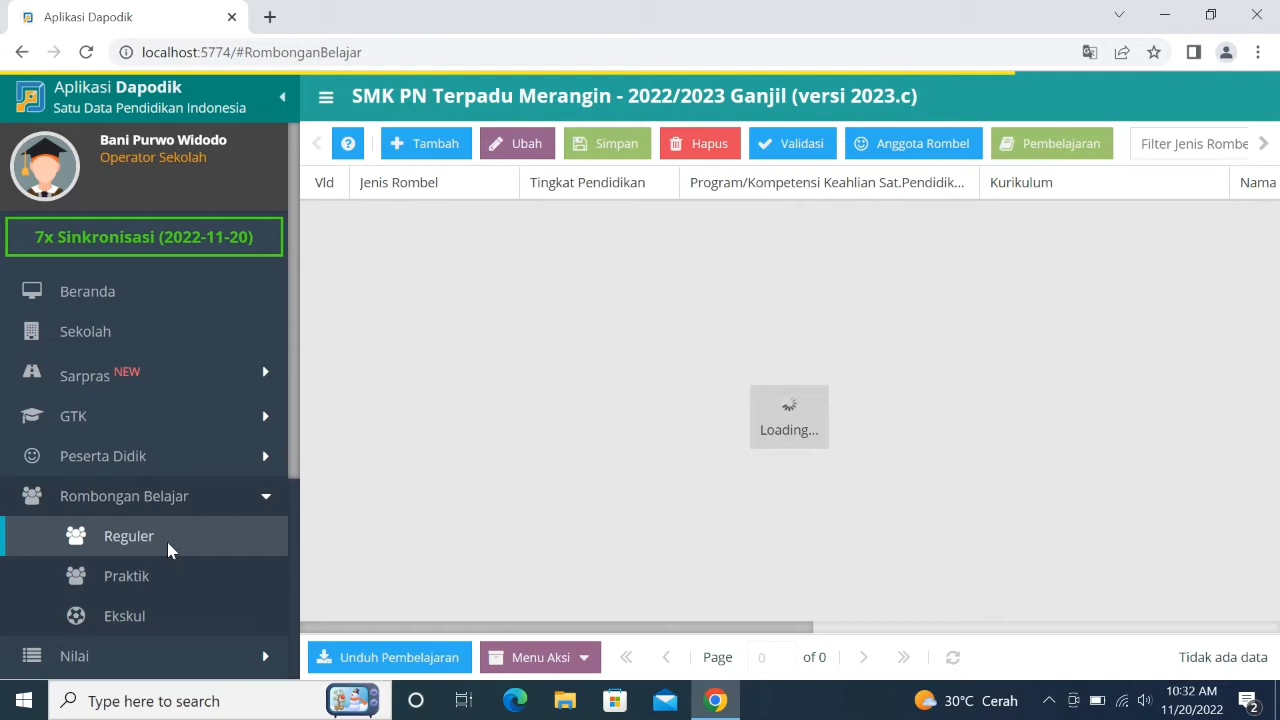 Aplikasi Dapodik
localhost:5774/#RombonganBelajar
Aplikasi Dapodik
Satu Data Pendidikan Indonesia
SMK PN Terpadu Merangin - 2022/2023 Ganjil (versi 2023.c)
Bani Purwo Widodo
Operator Sekolah
Tambah
Ubah
Simpan
Hapus
Validasi
Anggota Rombel
Pembelajaran
Filter Jenis Rombe
Vld
Jenis Rombel
Tingkat Pendidikan
Program/Kompetensi Keahlian Sat.Pendidik...
Kurikulum
Nama
7x Sinkronisasi (2022-11-20)
Beranda
Sekolah
Sarpras NEW
GTK
Peserta Didik
Rombongan Belajar
Reguler
Praktik
Ekskul
Nilai
Loading...
Unduh Pembelajaran
Menu Aksi
Page
0
of 0
Tidak ada data
Type here to search
30°C Cerah
10:32 AM
11/20/2022
2